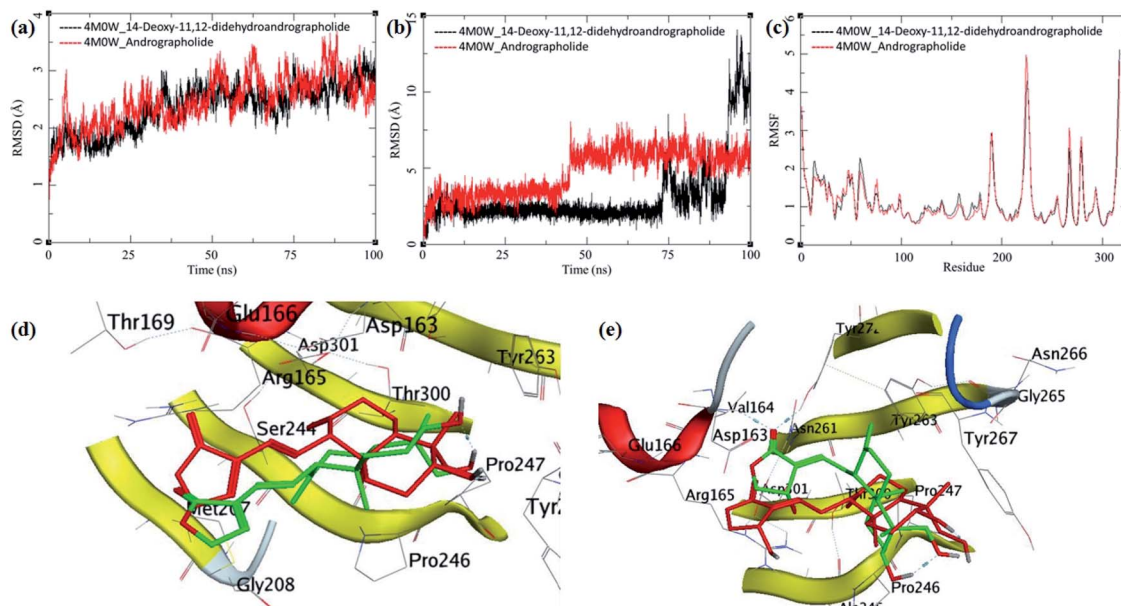 (a)
4M0W_14-Deoxy-11,12-didehydroandrographolide
4M0W_Andrographolide
RMSD (Å)
0
1
2
3
0
25
50
75
100
Time (ns)
(b)
4M0W_14-Deoxy-11,12-didehydroandrographolide
4M0W_Andrographolide
RMSD (Å)
0
5
10
15
0
25
50
75
100
Time (ns)
(c)
4M0W_14-Deoxy-11,12-didehydroandrographolide
4M0W_Andrographolide
RMSF
0
1
2
3
4
5
6
0
100
200
300
Residue
(d)
Thr169
Glu166
Asp163
Asp301
Tyr263
Arg165
Thr300
Ser244
Pro247
Met207
Pro246
Gly208
(e)
Asn266
Gly265
Val164
Tyr263
Asn261
Glu166
Asp163
Tyr267
Arg165
Pro247
Pro246